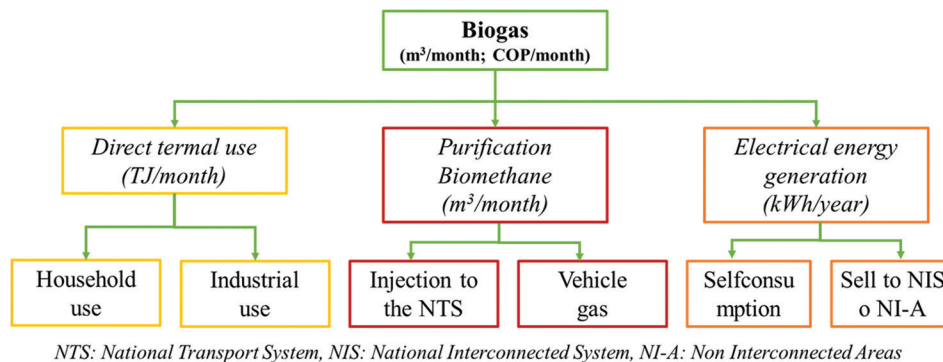 Biogas
(m³/month; COP/month)
Direct termal use
(TJ/month)
Purification
Biomethane
(m³/month)
Electrical energy
generation
(kWh/year)
Household
use
Industrial
use
Injection to
the NTS
Vehicle
gas
Selfconsu
mption
Sell to NIS
o NI-A
NTS: National Transport System, NIS: National Interconnected System, NI-A: Non Interconnected Areas